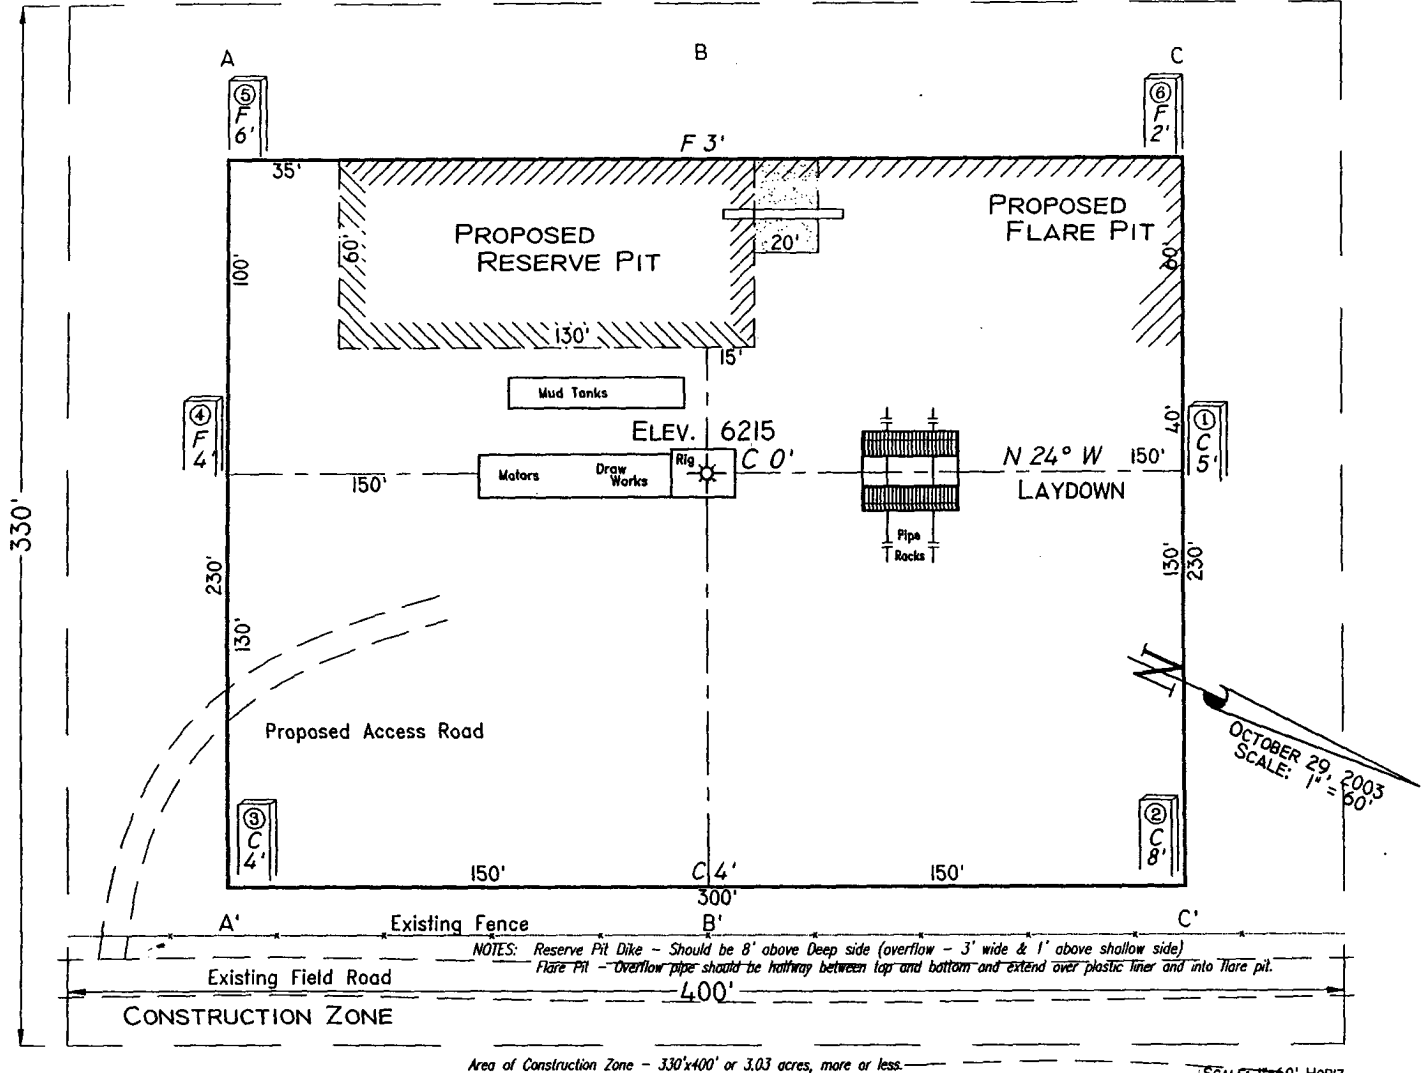 A
B
C
⑤
F
6'
⑥
F
2'
F 3'
35'
PROPOSED
RESERVE PIT
60'
100'
20'
PROPOSED
FLARE PIT
60'
130'
15'
Mud Tanks
④
F
4'
ELEV. 6215
Motors
Draw
Works
Rig
C 0'
N 24° W
150'
LAYDOWN
40'
①
C
5'
150'
Pipe
Racks
330'
230'
130'
130'
230'
N
OCTOBER 29, 2003
SCALE: 1" = 60'
Proposed Access Road
③
C
4'
②
C
8'
150'
C 4'
150'
300'
A'
Existing Fence
B'
C'
NOTES: Reserve Pit Dike – Should be 8' above Deep side (overflow – 3' wide & 1' above shallow side)
Flare Pit – Overflow pipe should be halfway between top and bottom and extend over plastic liner and into flare pit.
Existing Field Road
400'
CONSTRUCTION ZONE
Area of Construction Zone – 330'x400' or 3.03 acres, more or less.